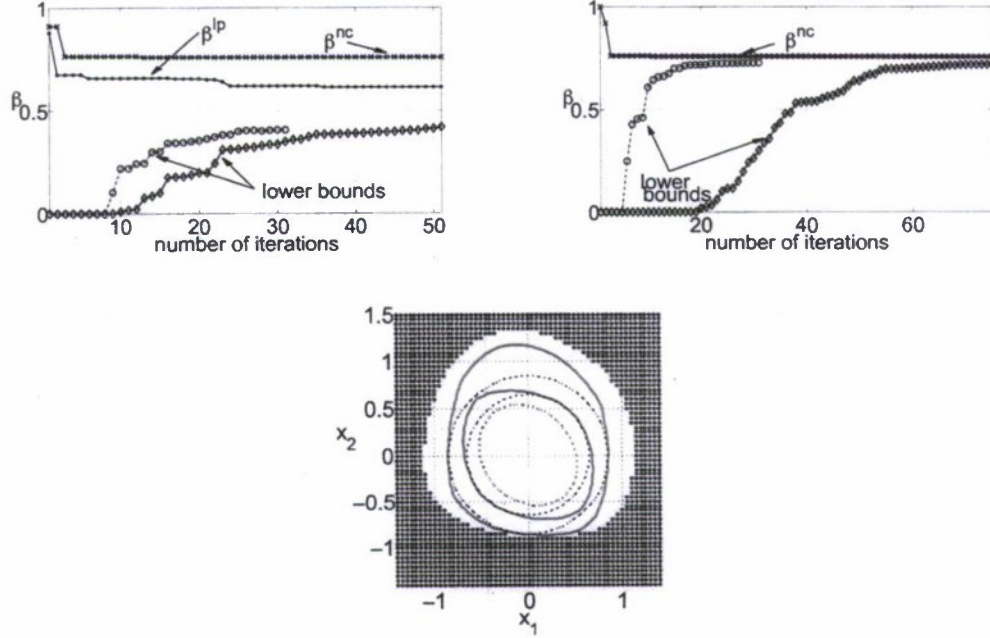 1
β^lp
β^nc
β
0.5
lower bounds
0
10
20
30
40
50
number of iterations
1
β^nc
β
0.5
lower
bounds
0
20
40
60
number of iterations
1.5
1
0.5
x_2
0
−0.5
−1
−1
0
1
x_1